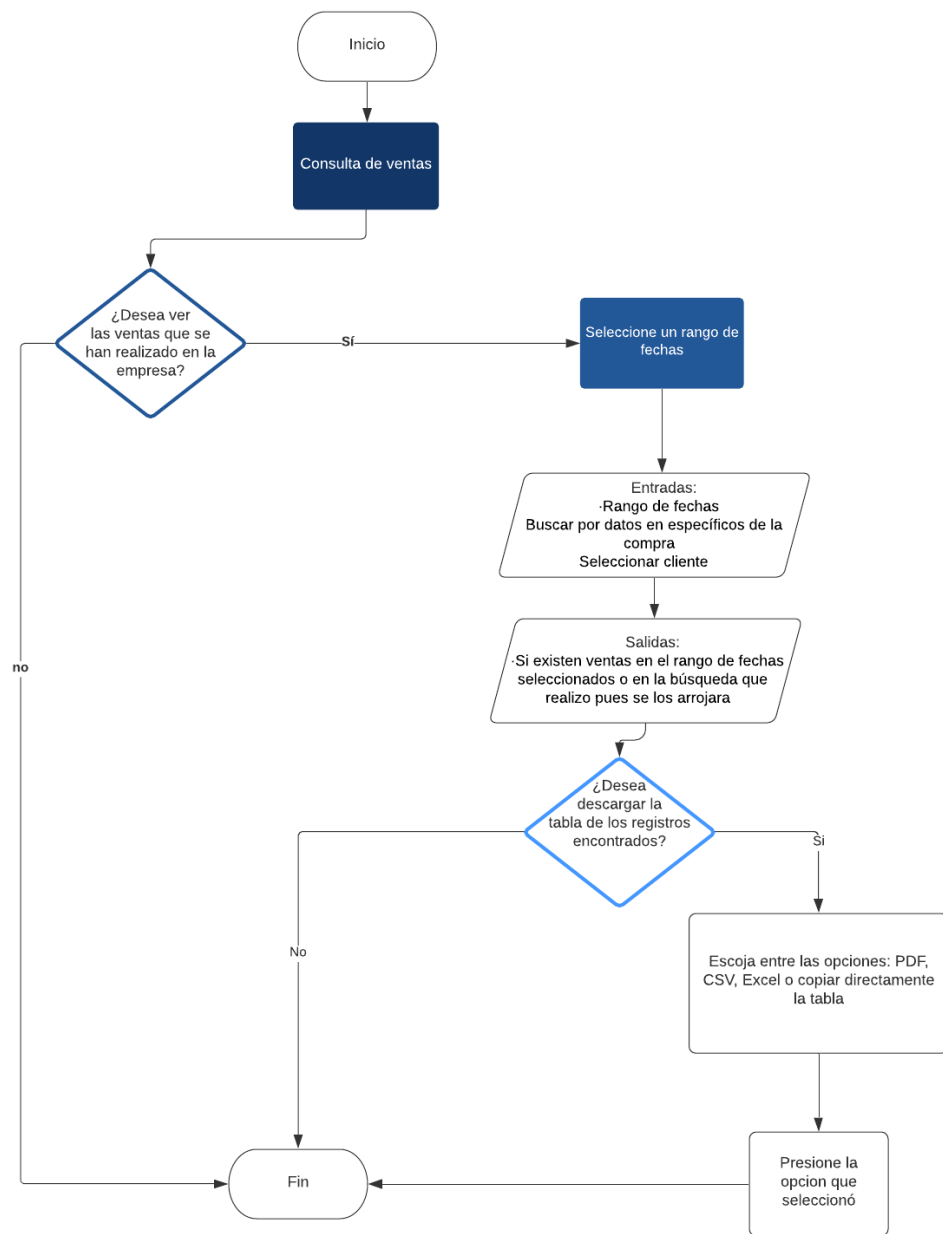 Inicio
Consulta de ventas
¿Desea ver
las ventas que se
han realizado en la
empresa?
Sí
Seleccione un rango de
fechas
Entradas:
·Rango de fechas
Buscar por datos en específicos de la
compra
Seleccionar cliente
no
Salidas:
·Si existen ventas en el rango de fechas
seleccionados o en la búsqueda que
realizo pues se los arrojara
¿Desea
descargar la
tabla de los registros
encontrados?
Si
No
Escoja entre las opciones: PDF,
CSV, Excel o copiar directamente
la tabla
Presione la
opcion que
seleccionó
Fin